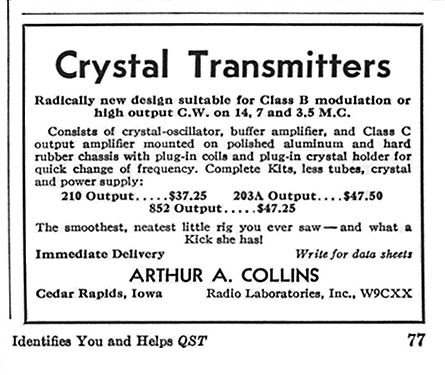 Crystal Transmitters
Radically new design suitable for Class B modulation or
high output C.W. on 14, 7 and 3.5 M.C.
Consists of crystal-oscillator, buffer amplifier, and Class C
output amplifier mounted on polished aluminum and hard
rubber chassis with plug-in coils and plug-in crystal holder for
quick change of frequency. Complete Kits, less tubes, crystal
and power supply:
210 Output.....$37.25 203A Output....$47.50
852 Output.....$47.25
The smoothest, neatest little rig you ever saw—and what a
Kick she has!
Immediate Delivery Write for data sheets
ARTHUR A. COLLINS
Cedar Rapids, Iowa Radio Laboratories, Inc., W9CXX
Identifies You and Helps QST 77